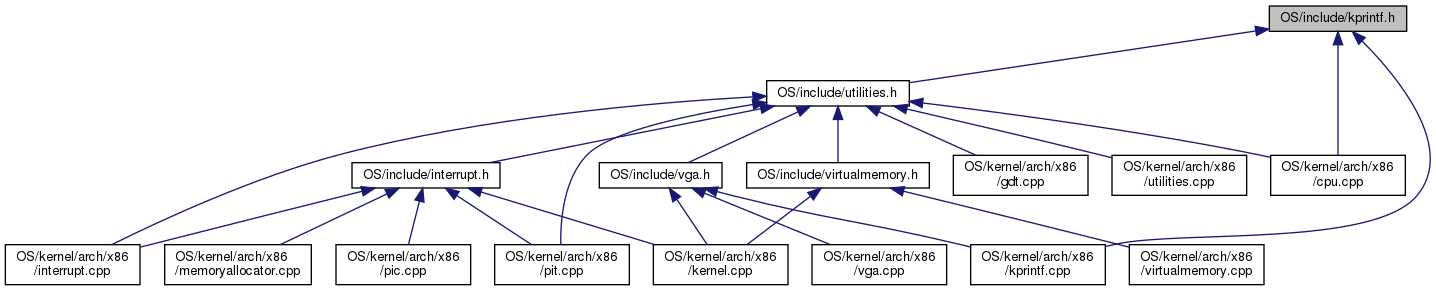 OS/include/kprintf.h
OS/include/utilities.h
OS/include/interrupt.h
OS/include/vga.h
OS/include/virtualmemory.h
OS/kernel/arch/x86
/gdt.cpp
OS/kernel/arch/x86
/utilities.cpp
OS/kernel/arch/x86
/cpu.cpp
OS/kernel/arch/x86
/interrupt.cpp
OS/kernel/arch/x86
/memoryallocator.cpp
OS/kernel/arch/x86
/pic.cpp
OS/kernel/arch/x86
/pit.cpp
OS/kernel/arch/x86
/kernel.cpp
OS/kernel/arch/x86
/vga.cpp
OS/kernel/arch/x86
/kprintf.cpp
OS/kernel/arch/x86
/virtualmemory.cpp